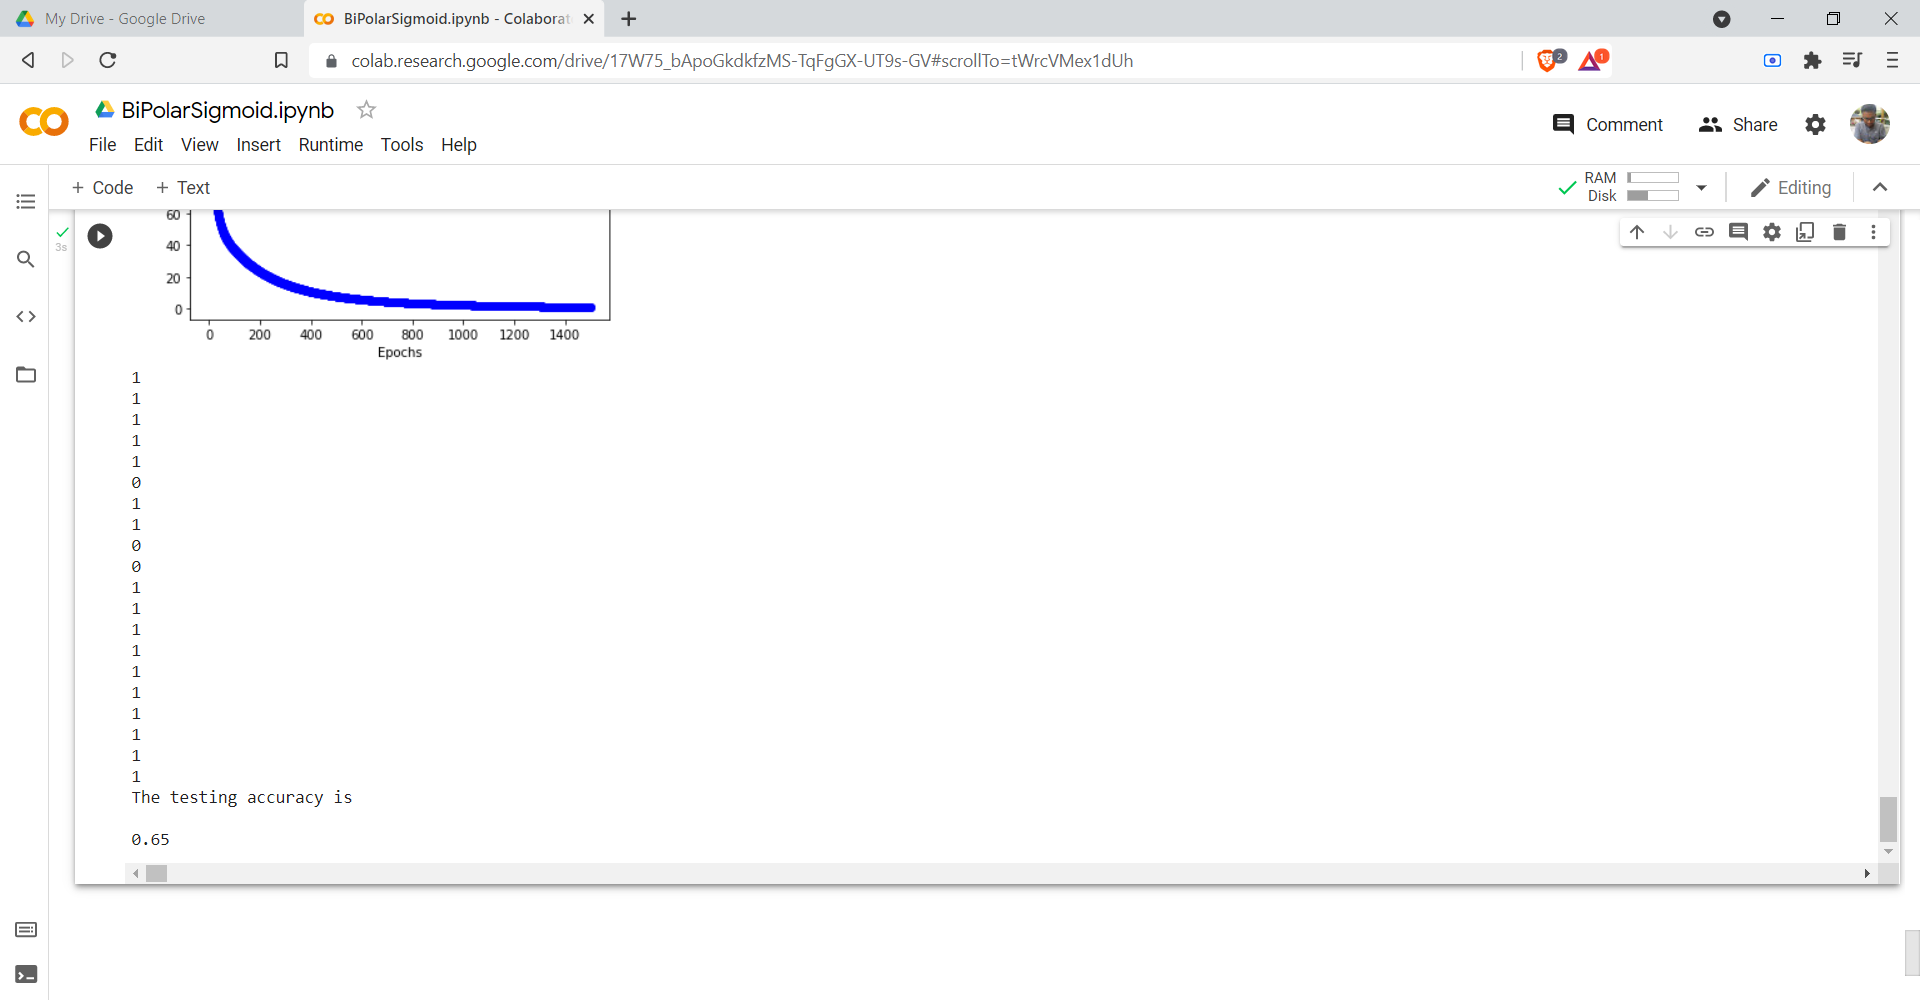 My Drive - Google Drive
BiPolarSigmoid.ipynb - Colaborat
colab.research.google.com/drive/17W75_bApoGkdkfzMS-TqFgGX-UT9s-GV#scrollTo=tWrcVMex1dUh
2
1
BiPolarSigmoid.ipynb
Comment
Share
File Edit View Insert Runtime Tools Help
+ Code + Text
RAM
Disk
Editing
3s
60
40
20
0
0 200 400 600 800 1000 1200 1400
Epochs
1
1
1
1
1
0
1
1
0
0
1
1
1
1
1
1
1
1
1
1
The testing accuracy is
0.65